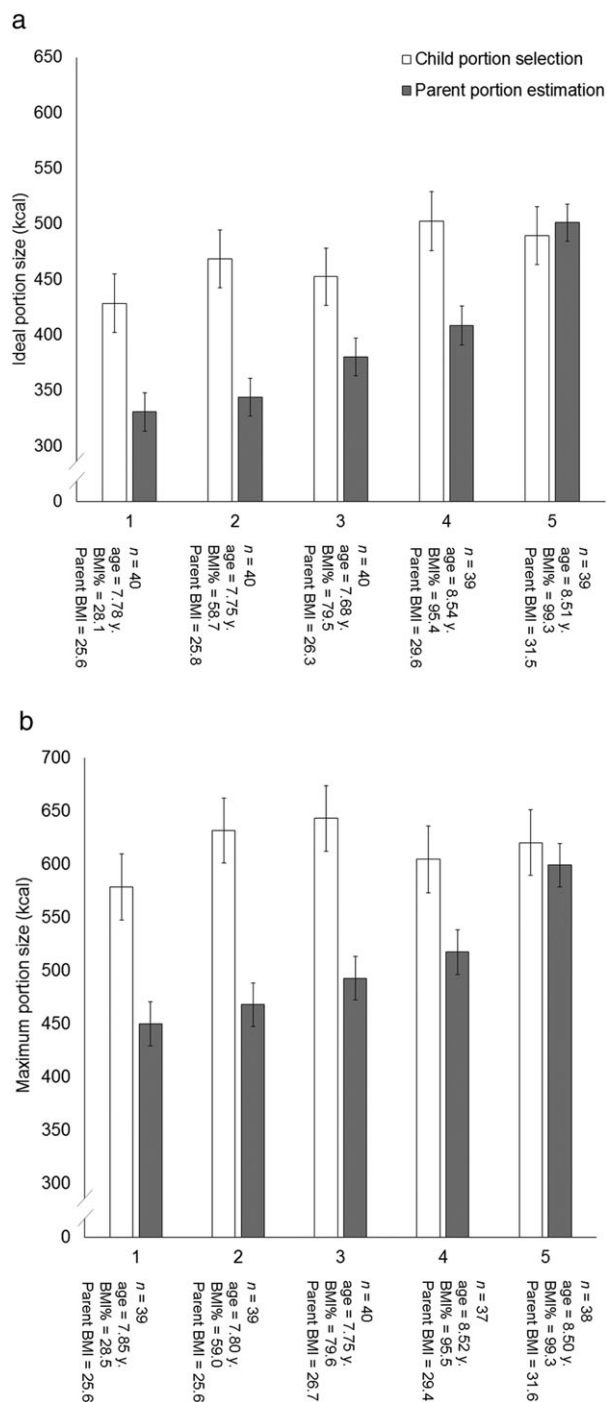 a
Child portion selection
Parent portion estimation
Ideal portion size (kcal)
650
600
550
500
450
400
350
300
0
1
2
3
4
5
n = 40
age = 7.78 y.
BMI% = 28.1
Parent BMI = 25.6
n = 40
age = 7.75 y.
BMI% = 58.7
Parent BMI = 25.8
n = 40
age = 7.68 y.
BMI% = 79.5
Parent BMI = 26.3
n = 39
age = 8.54 y.
BMI% = 95.4
Parent BMI = 29.6
n = 39
age = 8.51 y.
BMI% = 99.3
Parent BMI = 31.5
b
Maximum portion size (kcal)
700
650
600
550
500
450
400
350
300
0
1
2
3
4
5
n = 39
age = 7.85 y.
BMI% = 28.5
Parent BMI = 25.6
n = 39
age = 7.80 y.
BMI% = 59.0
Parent BMI = 25.6
n = 40
age = 7.75 y.
BMI% = 79.6
Parent BMI = 26.7
n = 37
age = 8.52 y.
BMI% = 95.5
Parent BMI = 29.4
n = 38
age = 8.50 y.
BMI% = 99.3
Parent BMI = 31.6